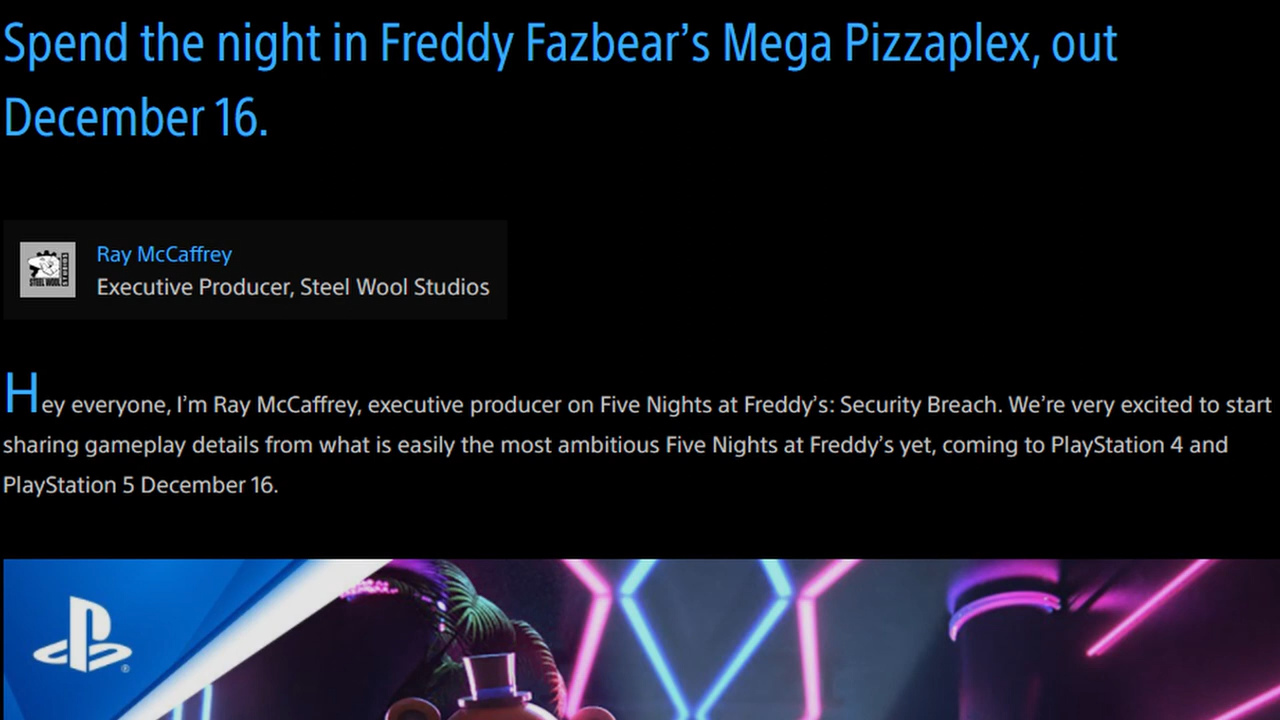 Spend the night in Freddy Fazbear’s Mega Pizzaplex, out
December 16.
STEEL WOOL
STUDIOS
Ray McCaffrey
Executive Producer, Steel Wool Studios
Hey everyone, I’m Ray McCaffrey, executive producer on Five Nights at Freddy’s: Security Breach. We’re very excited to start
sharing gameplay details from what is easily the most ambitious Five Nights at Freddy’s yet, coming to PlayStation 4 and
PlayStation 5 December 16.